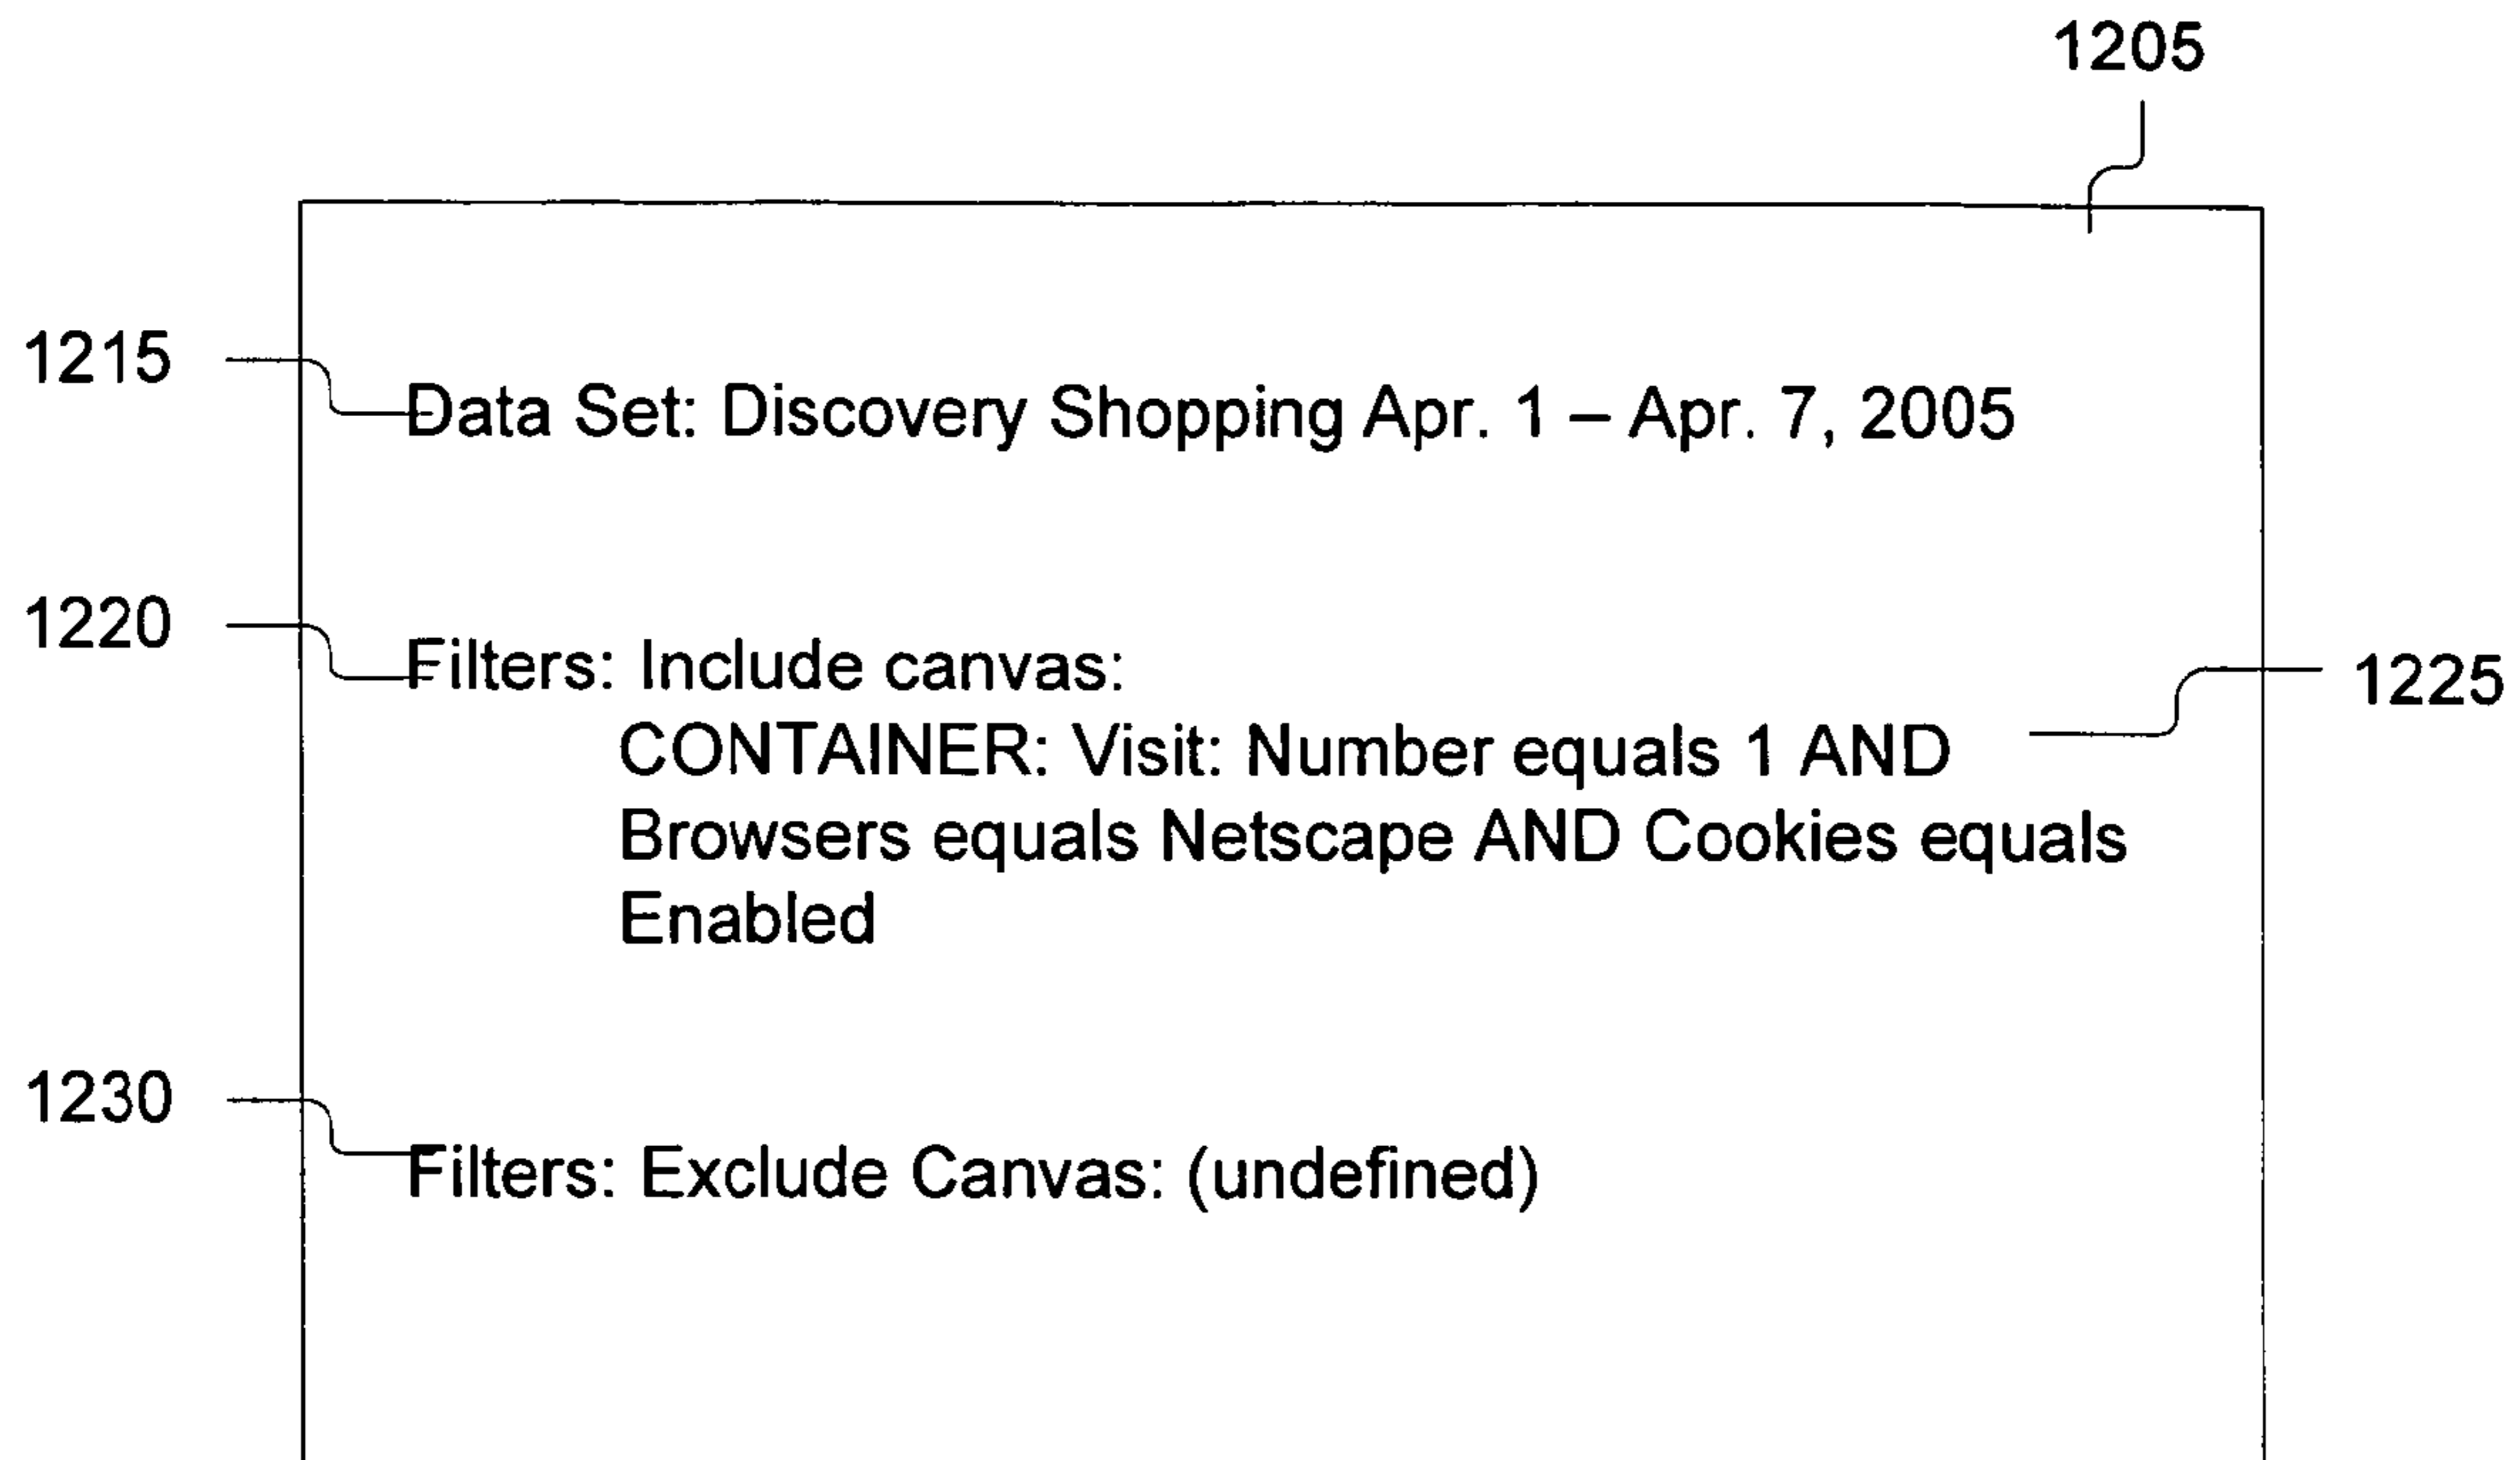 1205
1215
Data Set: Discovery Shopping Apr. 1 – Apr. 7, 2005
1220
Filters: Include canvas:
1225
CONTAINER: Visit: Number equals 1 AND
Browsers equals Netscape AND Cookies equals
Enabled
1230
Filters: Exclude Canvas: (undefined)